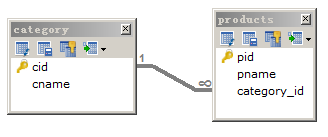 category
cid
cname
1
∞
products
pid
pname
category_id